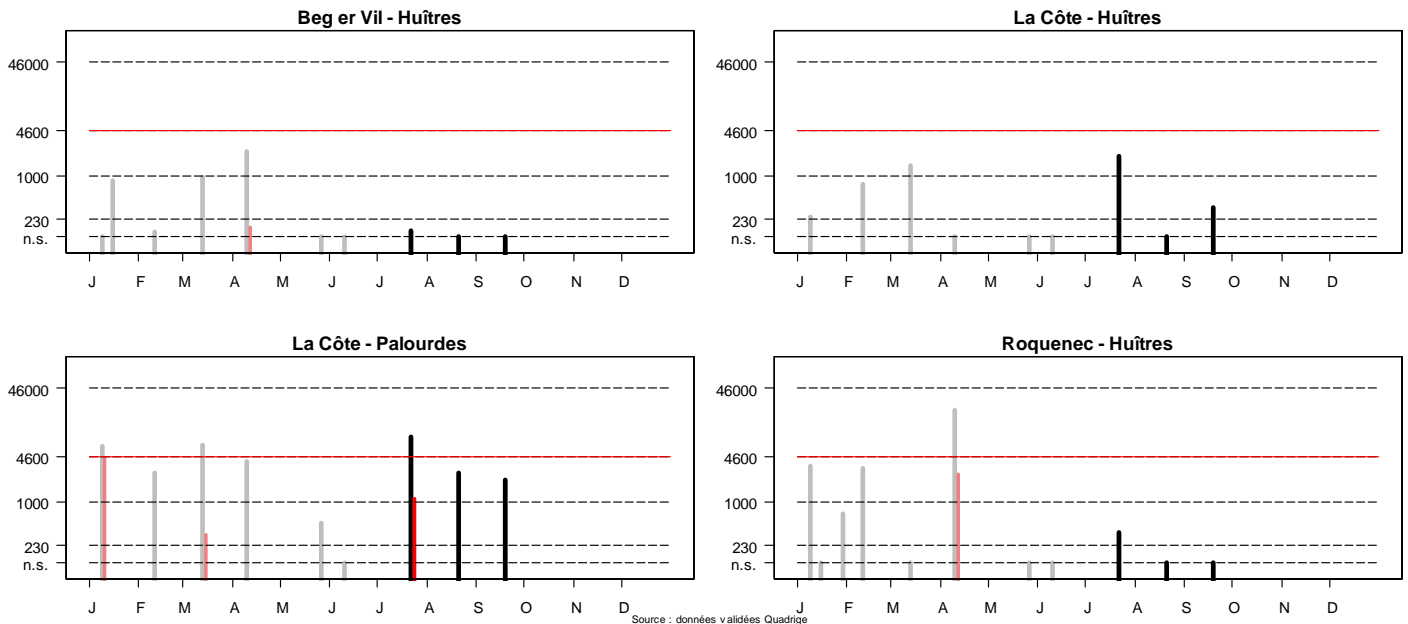 Beg er Vil - Huîtres
46000
4600
1000
230
n.s.
J F M A M J J A S O N D
La Côte - Huîtres
46000
4600
1000
230
n.s.
J F M A M J J A S O N D
La Côte - Palourdes
46000
4600
1000
230
n.s.
J F M A M J J A S O N D
Roquenec - Huîtres
46000
4600
1000
230
n.s.
J F M A M J J A S O N D
Source : données validées Quadrige